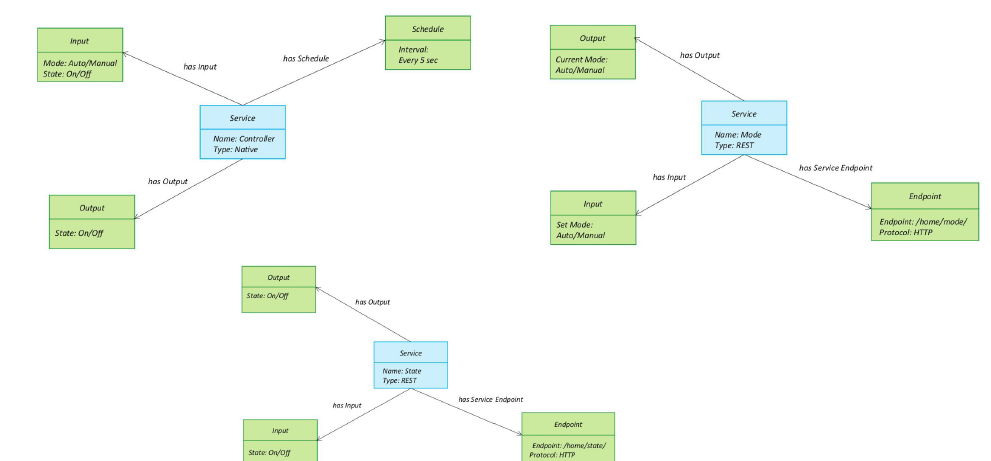 Input
Mode: Auto/Manual
State: On/Off
has Input
has Schedule
Schedule
Interval:
Every 5 sec
Service
Name: Controller
Type: Native
has Output
Output
State: On/Off
Output
Current Mode:
Auto/Manual
has Output
Service
Name: Mode
Type: REST
has Input
has Service Endpoint
Input
Set Mode:
Auto/Manual
Endpoint
Endpoint: /home/mode/
Protocol: HTTP
Output
State: On/Off
has Output
Service
Name: State
Type: REST
has Input
has Service Endpoint
Input
State: On/Off
Endpoint
Endpoint: /home/state/
Protocol: HTTP